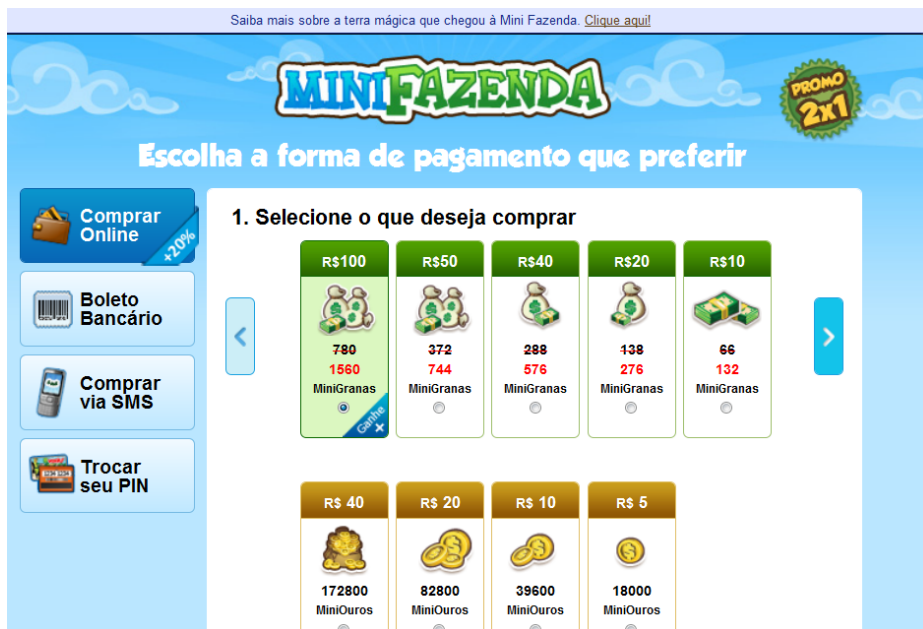 Saiba mais sobre a terra mágica que chegou à Mini Fazenda. Clique aqui!
MINIFAZENDA
PROMO
2x1
Escolha a forma de pagamento que preferir
Comprar
Online
+20%
Boleto
Bancário
Comprar
via SMS
Trocar
seu PIN
1. Selecione o que deseja comprar
R$100 R$50 R$40 R$20 R$10
780 372 288 138 66
1560 744 576 276 132
MiniGranas MiniGranas MiniGranas MiniGranas MiniGranas
Ganhe +
R$ 40 R$ 20 R$ 10 R$ 5
172800 82800 39600 18000
MiniOuros MiniOuros MiniOuros MiniOuros